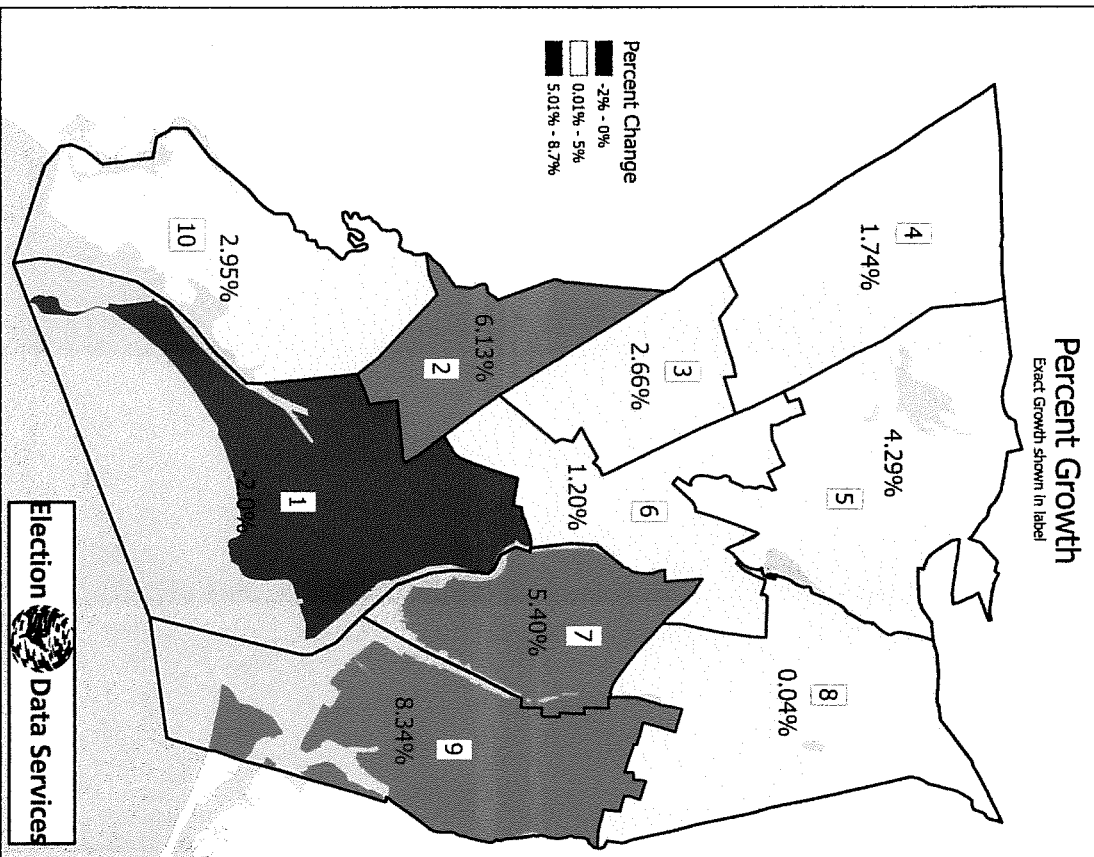 Percent Growth
Exact Growth shown in label
Percent Change
-2% - 0%
0.01% - 5%
5.01% - 8.7%
4
1.74%
4.29%
5
8
0.04%
3
2.66%
6
1.20%
6.13%
2
7
5.40%
9
8.34%
2.95%
10
1
-2.0%
Election Data Services